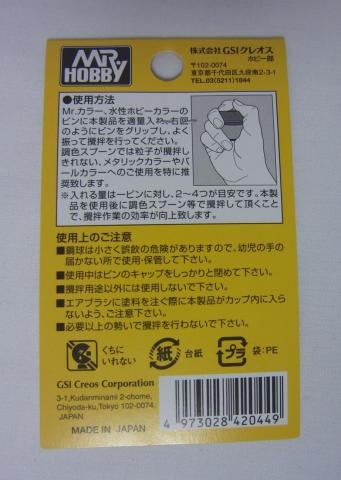 MR HOBBY
株式会社GSIクレオス
ホビー部
〒102-0074
東京都千代田区九段南2-3-1
TEL.03(5211)1844
●使用方法
Mr.カラー、水性ホビーカラーの
ビンに本製品を適量入れ右図
のようにビンをグリップし、よく
振って攪拌を行ってください。
調色スプーンでは粒子が攪拌し
きれない、メタリックカラーやパ
ールカラーへのご使用を特に推
奨致します。
※入れる量は一ビンに対し、2〜4つが目安です。本製
品を使用後に調色スプーン等で攪拌して頂くこと
で、攪拌作業の効率が向上致します。
使用上のご注意
■鋼球は小さく誤飲の危険がありますので、幼児の手の
届かない所で使用・保管して下さい。
■使用中はビンのキャップをしっかりと閉めて下さい。
■攪拌用途以外には使用しないで下さい。
■エアブラシに塗料を注ぐ際に本製品がカップ内に入ら
ないよう、ご注意下さい。
■必要以上の勢いで攪拌を行わないで下さい。
くちに
いれない
紙
台紙
プラ
袋:PE
GSI Creos Corporation
3-1,Kudanminami 2-chome,
Chiyoda-ku,Tokyo 102-0074,
JAPAN
MADE IN JAPAN
4 973028 420449